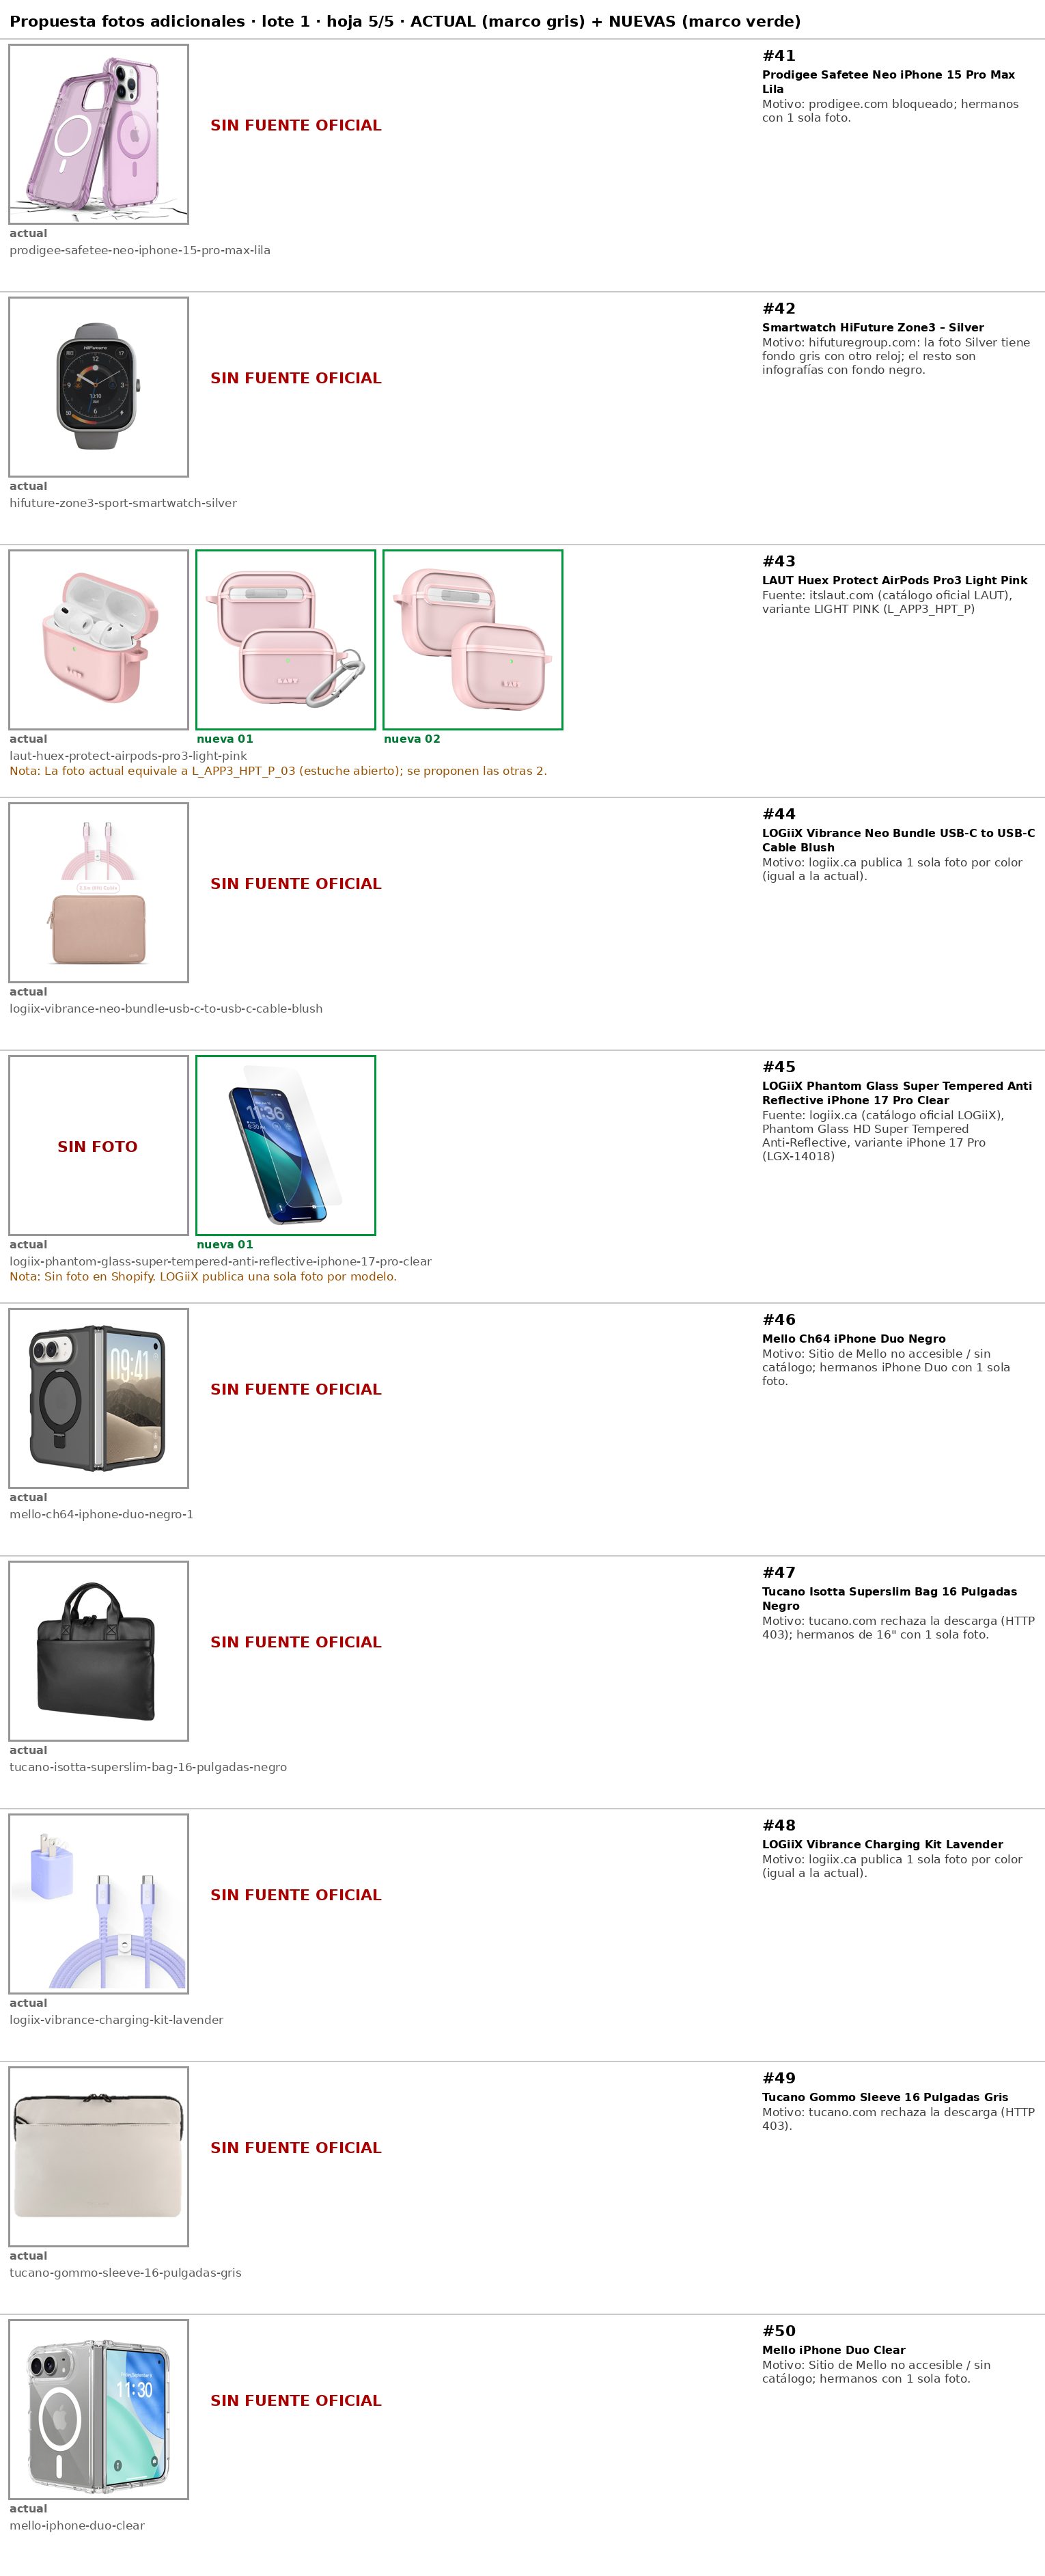 Propuesta fotos adicionales · lote 1 · hoja 5/5 · ACTUAL (marco gris) + NUEVAS (marco verde)
SIN FUENTE OFICIAL
#41
Prodigee Safetee Neo iPhone 15 Pro Max
Lila
Motivo: prodigee.com bloqueado; hermanos
con 1 sola foto.
actual
prodigee-safetee-neo-iphone-15-pro-max-lila
HiFuture
12
17
9
3
6
SIN FUENTE OFICIAL
#42
Smartwatch HiFuture Zone3 – Silver
Motivo: hifuturegroup.com: la foto Silver tiene
fondo gris con otro reloj; el resto son
infografías con fondo negro.
actual
hifuture-zone3-sport-smartwatch-silver
LAUT
LAUT
LAUT
#43
LAUT Huex Protect AirPods Pro3 Light Pink
Fuente: itslaut.com (catálogo oficial LAUT),
variante LIGHT PINK (L_APP3_HPT_P)
actual
nueva 01
nueva 02
laut-huex-protect-airpods-pro3-light-pink
Nota: La foto actual equivale a L_APP3_HPT_P_03 (estuche abierto); se proponen las otras 2.
SIN FUENTE OFICIAL
#44
LOGiiX Vibrance Neo Bundle USB-C to USB-C
Cable Blush
Motivo: logiix.ca publica 1 sola foto por color
(igual a la actual).
actual
logiix-vibrance-neo-bundle-usb-c-to-usb-c-cable-blush
SIN FOTO
11:36
#45
LOGiiX Phantom Glass Super Tempered Anti
Reflective iPhone 17 Pro Clear
Fuente: logiix.ca (catálogo oficial LOGiiX),
Phantom Glass HD Super Tempered
Anti-Reflective, variante iPhone 17 Pro
(LGX-14018)
actual
nueva 01
logiix-phantom-glass-super-tempered-anti-reflective-iphone-17-pro-clear
Nota: Sin foto en Shopify. LOGiiX publica una sola foto por modelo.
09:41
SIN FUENTE OFICIAL
#46
Mello Ch64 iPhone Duo Negro
Motivo: Sitio de Mello no accesible / sin
catálogo; hermanos iPhone Duo con 1 sola
foto.
actual
mello-ch64-iphone-duo-negro-1
SIN FUENTE OFICIAL
#47
Tucano Isotta Superslim Bag 16 Pulgadas
Negro
Motivo: tucano.com rechaza la descarga (HTTP
403); hermanos de 16" con 1 sola foto.
actual
tucano-isotta-superslim-bag-16-pulgadas-negro
SIN FUENTE OFICIAL
#48
LOGiiX Vibrance Charging Kit Lavender
Motivo: logiix.ca publica 1 sola foto por color
(igual a la actual).
actual
logiix-vibrance-charging-kit-lavender
SIN FUENTE OFICIAL
#49
Tucano Gommo Sleeve 16 Pulgadas Gris
Motivo: tucano.com rechaza la descarga (HTTP
403).
actual
tucano-gommo-sleeve-16-pulgadas-gris
11:30
SIN FUENTE OFICIAL
#50
Mello iPhone Duo Clear
Motivo: Sitio de Mello no accesible / sin
catálogo; hermanos con 1 sola foto.
actual
mello-iphone-duo-clear